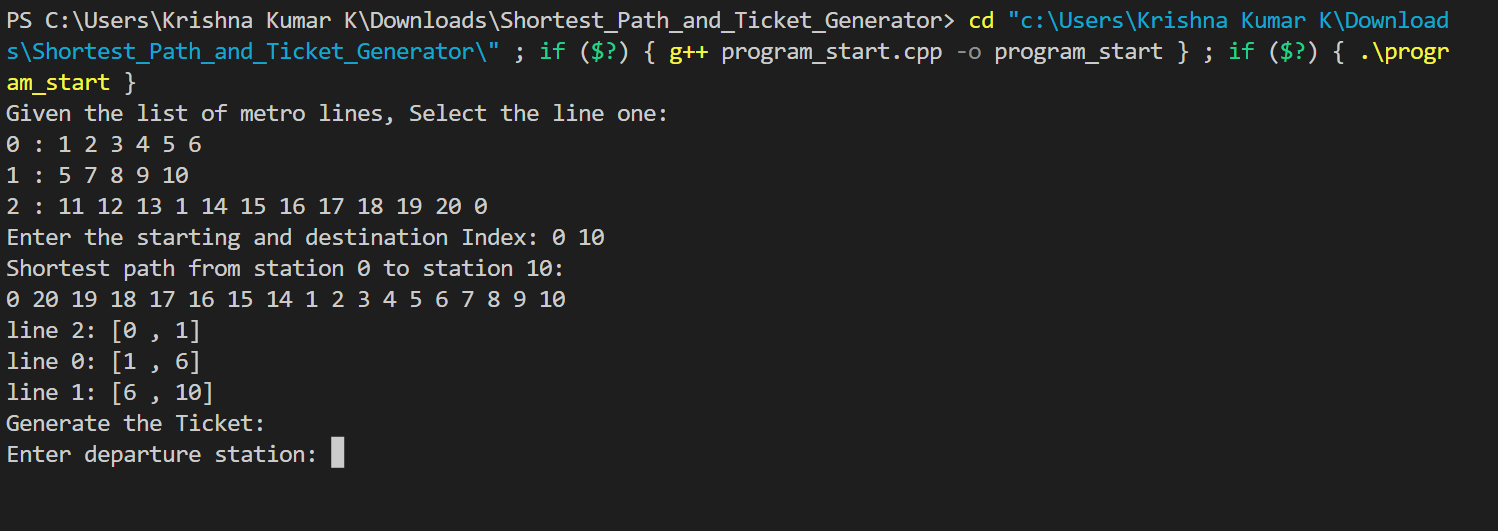 PS C:\Users\Krishna Kumar K\Downloads\Shortest_Path_and_Ticket_Generator> cd "c:\Users\Krishna Kumar K\Download
s\Shortest_Path_and_Ticket_Generator\" ; if ($?) { g++ program_start.cpp -o program_start } ; if ($?) { .\progr
am_start }
Given the list of metro lines, Select the line one:
0 : 1 2 3 4 5 6
1 : 5 7 8 9 10
2 : 11 12 13 1 14 15 16 17 18 19 20 0
Enter the starting and destination Index: 0 10
Shortest path from station 0 to station 10:
0 20 19 18 17 16 15 14 1 2 3 4 5 6 7 8 9 10
line 2: [0 , 1]
line 0: [1 , 6]
line 1: [6 , 10]
Generate the Ticket:
Enter departure station: